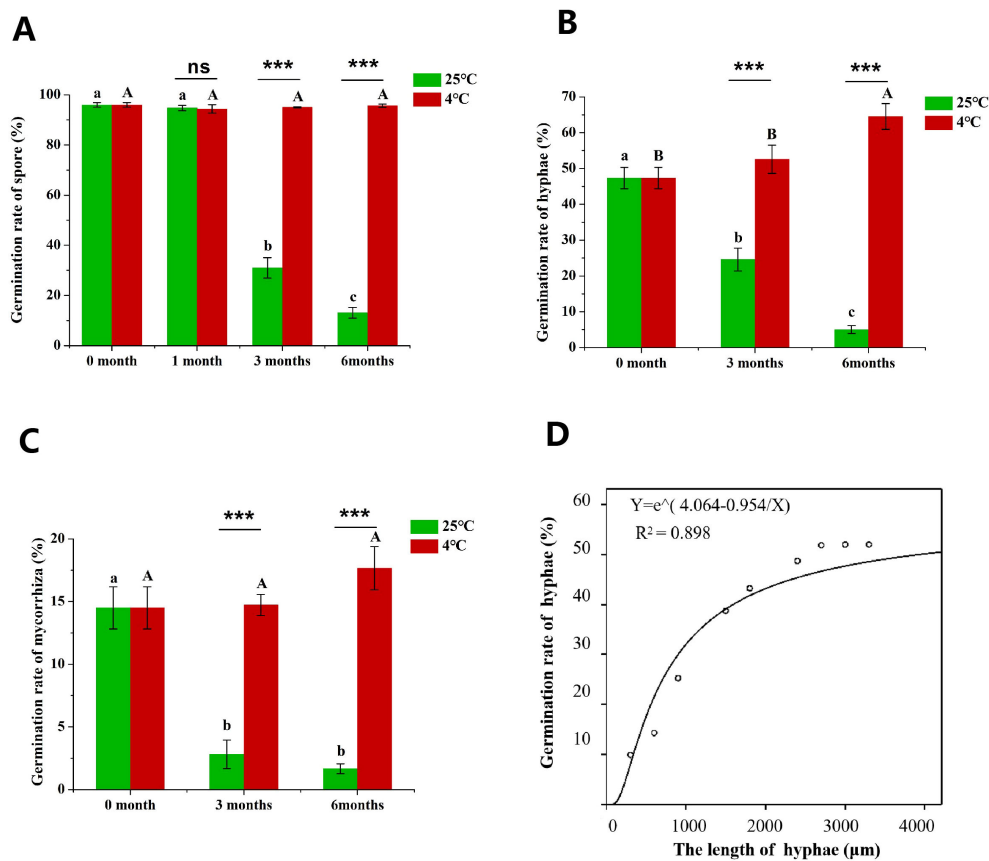 A
ns
***
***
25°C
4°C
a
A
a
A
A
A
b
c
100
80
60
40
20
0
Germination rate of spore (%)
0 month
1 month
3 months
6months
B
***
***
25°C
4°C
a
B
b
B
c
A
70
60
50
40
30
20
10
0
Germination rate of hyphae (%)
0 month
3 months
6months
C
***
***
25°C
4°C
a
A
b
A
b
A
20
15
10
5
0
Germination rate of mycorrhiza (%)
0 month
3 months
6months
D
Y=e^( 4.064-0.954/X)
R² = 0.898
60
50
40
30
20
10
Germination rate of hyphae (%)
0
1000
2000
3000
4000
The length of hyphae (μm)